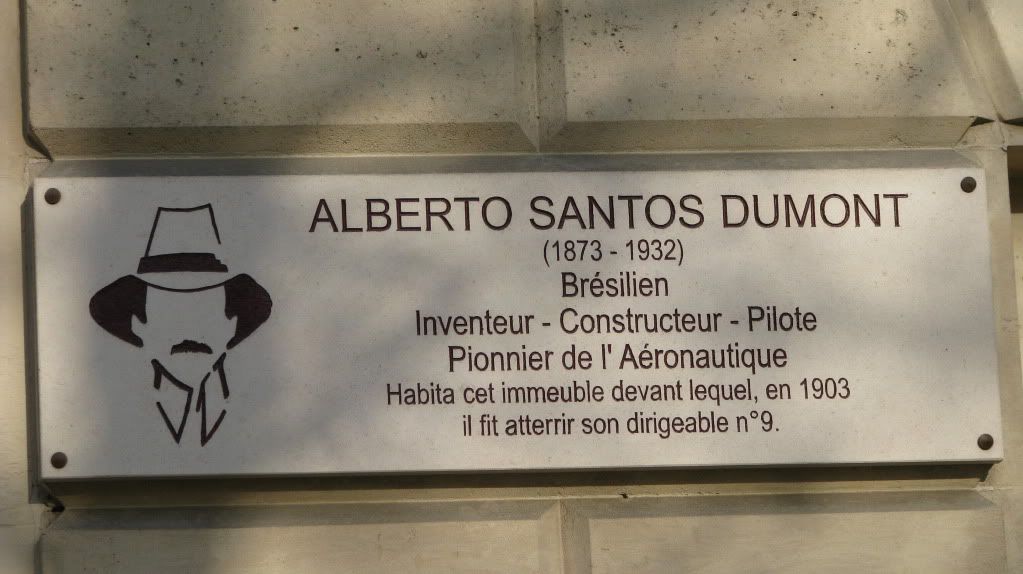 ALBERTO SANTOS DUMONT
(1873 - 1932)
Brésilien
Inventeur - Constructeur - Pilote
Pionnier de l' Aéronautique
Habita cet immeuble devant lequel, en 1903
il fit atterrir son dirigeable n°9.